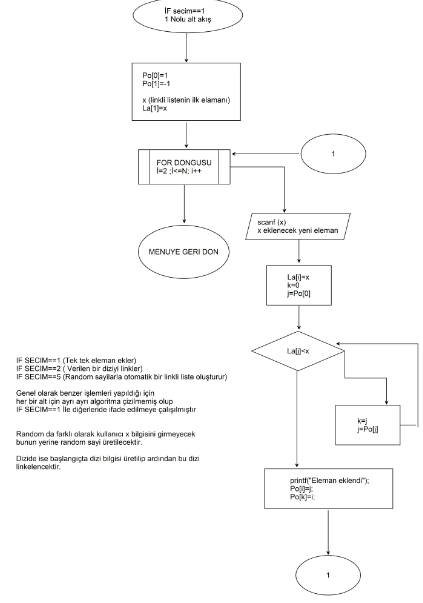 İF secim==1
1 Nolu alt akış
Po[0]=1
Po[1]=-1
x (linkli listenin ilk elamanı)
La[1]=x
FOR DONGUSU
İ=2 ;i<=N; i++
1
MENUYE GERI DON
scanf (x)
x eklenecek yeni eleman
La[i]=x
k=0
j=Po[0]
La[j]<x
k=j
j=Po[j]
IF SECIM==1 (Tek tek eleman ekler)
IF SECIM==2 ( Verilen bir diziyi linkler)
IF SECIM==5 (Random sayilarla otomatik bir linkli liste oluşturur)
Genel olarak benzer işlemleri yapıldığı için
her bir alt için ayrı ayrı algoritma çizilmemiş olup
IF SECIM==1 İle diğerleride ifade edilmeye çalışılmıştır
Random da farklı olarak kullanıcı x bilgisini girmeyecek
bunun yerine random sayi üretilecektir.
Dizide ise başlangıçta dizi bilgisi üretilip ardından bu dizi
linkelencektir.
printf("Eleman eklendi");
Po[i]=j;
Po[k]=i;
1